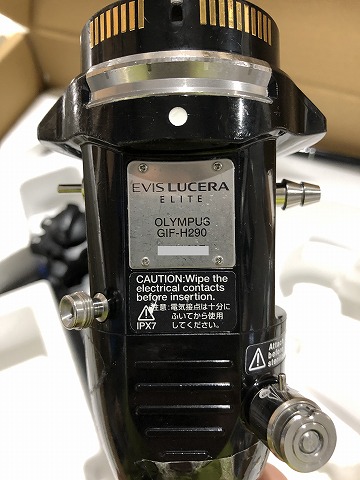 EVIS LUCERA
ELITE
OLYMPUS
GIF-H290
CAUTION:Wipe the
electrical contacts
before insertion.
注意:電気接点は十分に
ふいてから使用
してください。
IPX7
Attach